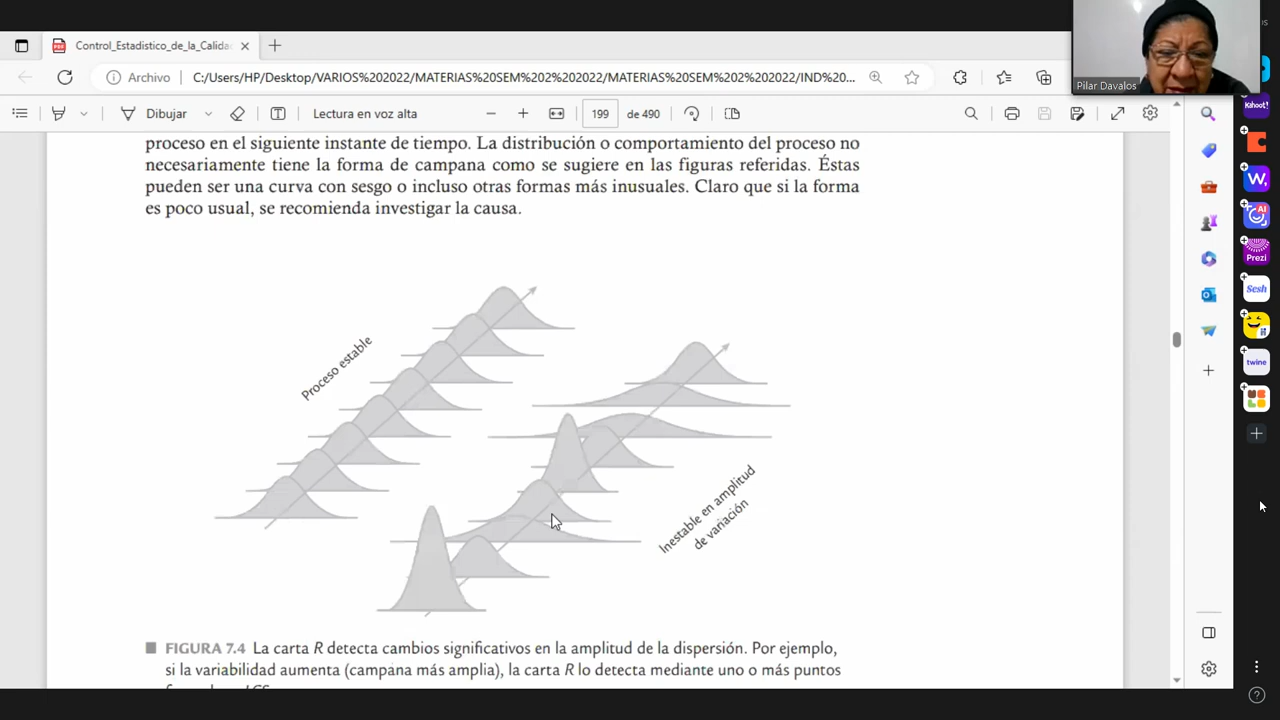 Control_Estadistico_de_la_Calida
Pilar Davalos
Archivo
C:/Users/HP/Desktop/VARIOS%202022/MATERIAS%20SEM%202%202022/MATERIAS%20SEM%202%202022/IND%20...
Dibujar
Lectura en voz alta
199 de 490
Kahoot!
W,
AI
Prezi
Sesh
twine
proceso en el siguiente instante de tiempo. La distribución o comportamiento del proceso no
necesariamente tiene la forma de campana como se sugiere en las figuras referidas. Éstas
pueden ser una curva con sesgo o incluso otras formas más inusuales. Claro que si la forma
es poco usual, se recomienda investigar la causa.
Proceso estable
Inestable en amplitud
de variación
FIGURA 7.4 La carta R detecta cambios significativos en la amplitud de la dispersión. Por ejemplo,
si la variabilidad aumenta (campana más amplia), la carta R lo detecta mediante uno o más puntos